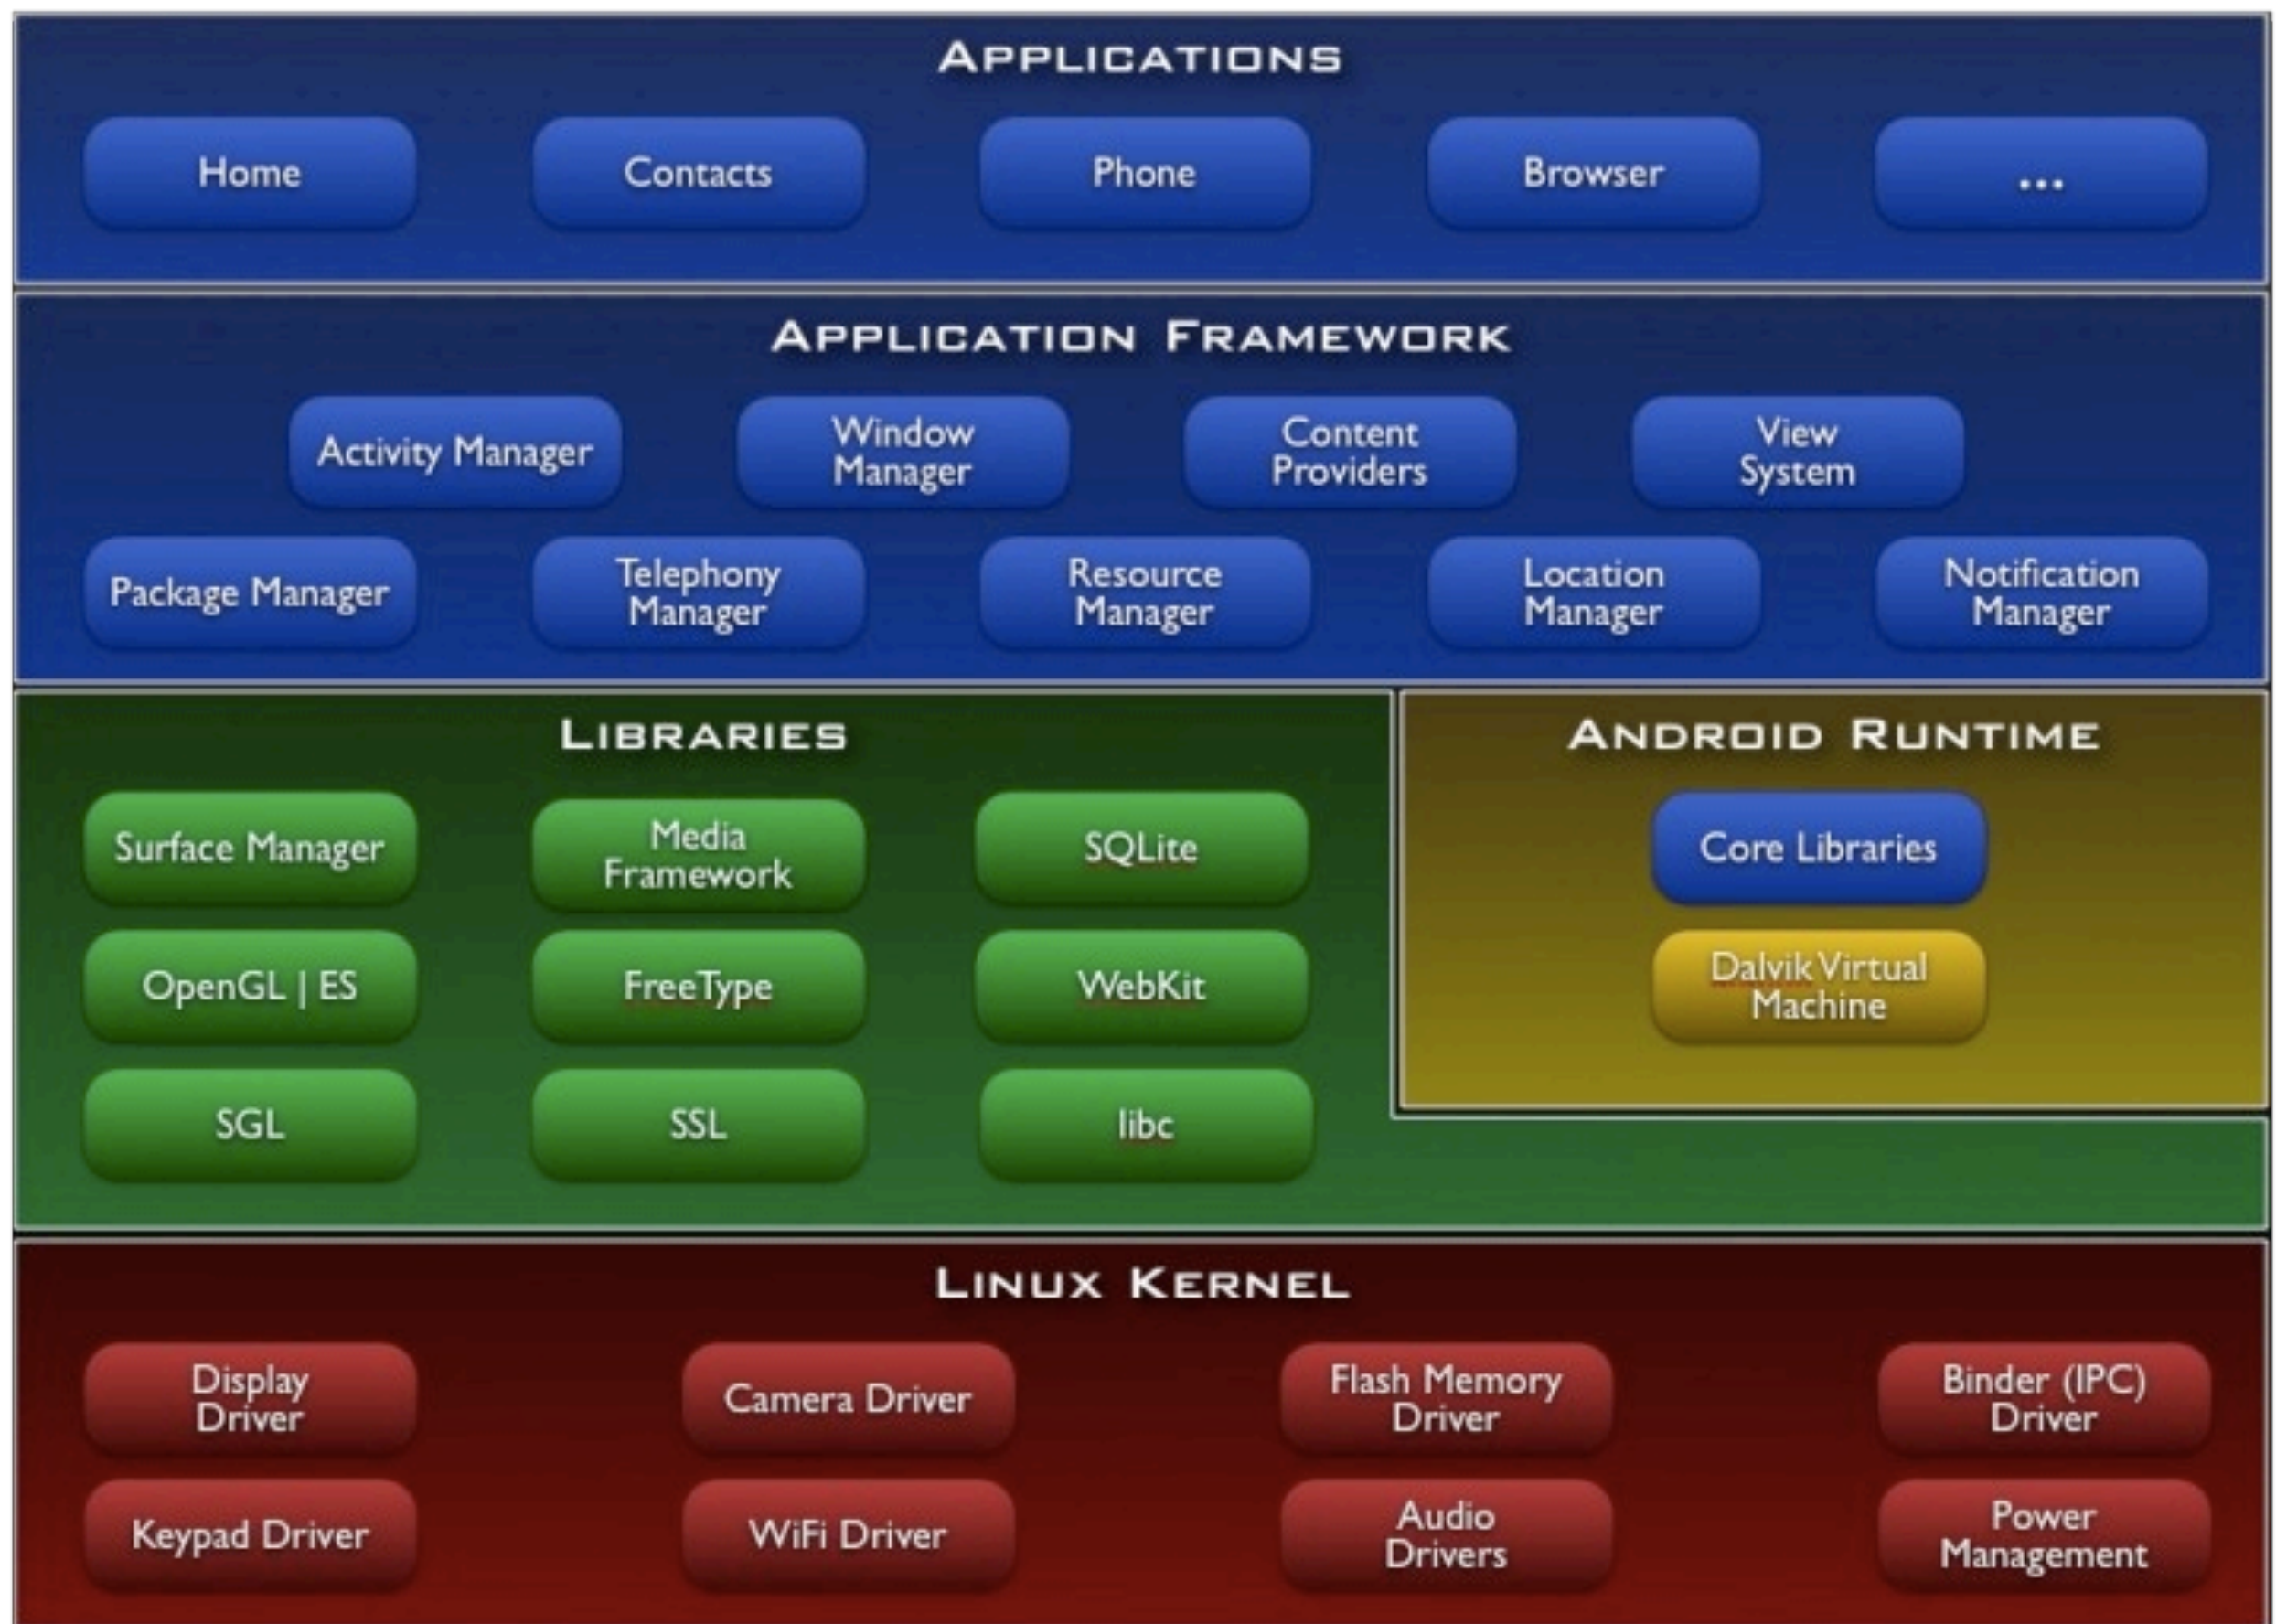 APPLICATIONS
Home
Contacts
Phone
Browser
...
APPLICATION FRAMEWORK
Activity Manager
Window
Manager
Content
Providers
View
System
Package Manager
Telephony
Manager
Resource
Manager
Location
Manager
Notification
Manager
LIBRARIES
Surface Manager
Media
Framework
SQLite
OpenGL | ES
FreeType
WebKit
SGL
SSL
libc
ANDROID RUNTIME
Core Libraries
Dalvik Virtual
Machine
LINUX KERNEL
Display
Driver
Camera Driver
Flash Memory
Driver
Binder (IPC)
Driver
Keypad Driver
WiFi Driver
Audio
Drivers
Power
Management